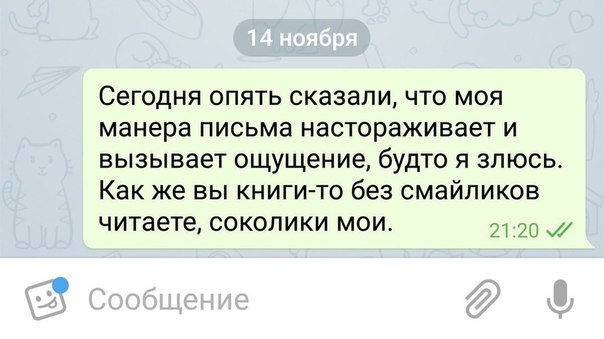 14 ноября
Сегодня опять сказали, что моя
манера письма настораживает и
вызывает ощущение, будто я злюсь.
Как же вы книги-то без смайликов
читаете, соколики мои.
21:20
Сообщение